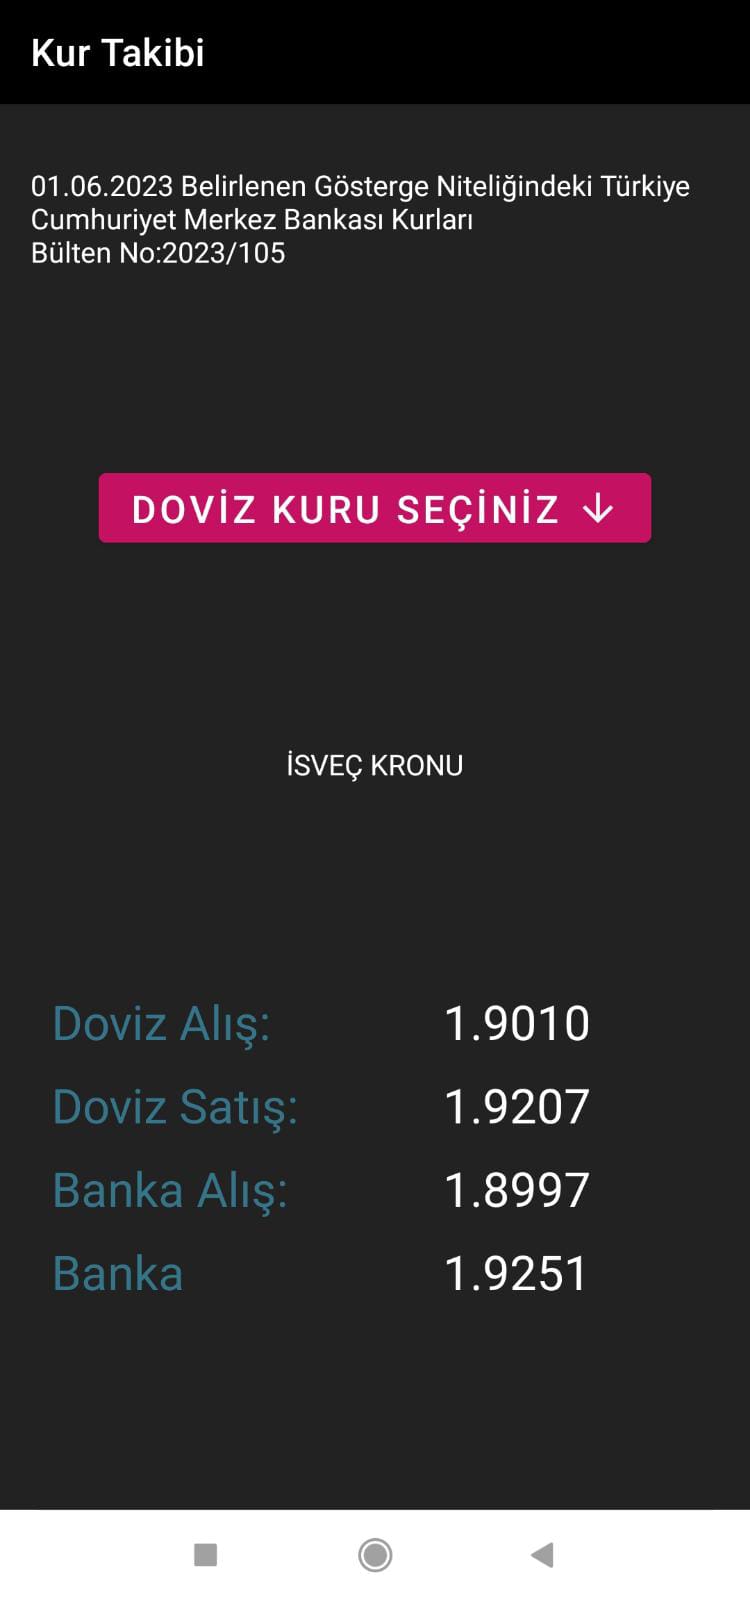 Kur Takibi
01.06.2023 Belirlenen Gösterge Niteliğindeki Türkiye
Cumhuriyet Merkez Bankası Kurları
Bülten No:2023/105
DOVİZ KURU SEÇİNİZ ↓
İSVEÇ KRONU
Doviz Alış: 1.9010
Doviz Satış: 1.9207
Banka Alış: 1.8997
Banka 1.9251